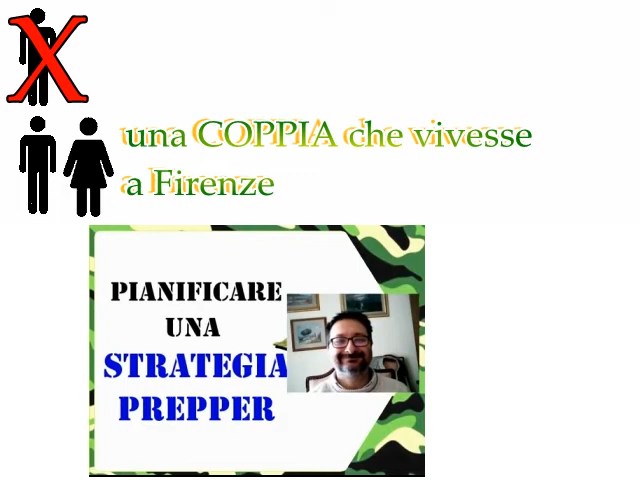 una COPPIA che vivesse
a Firenze
PIANIFICARE
UNA
STRATEGIA
PREPPER